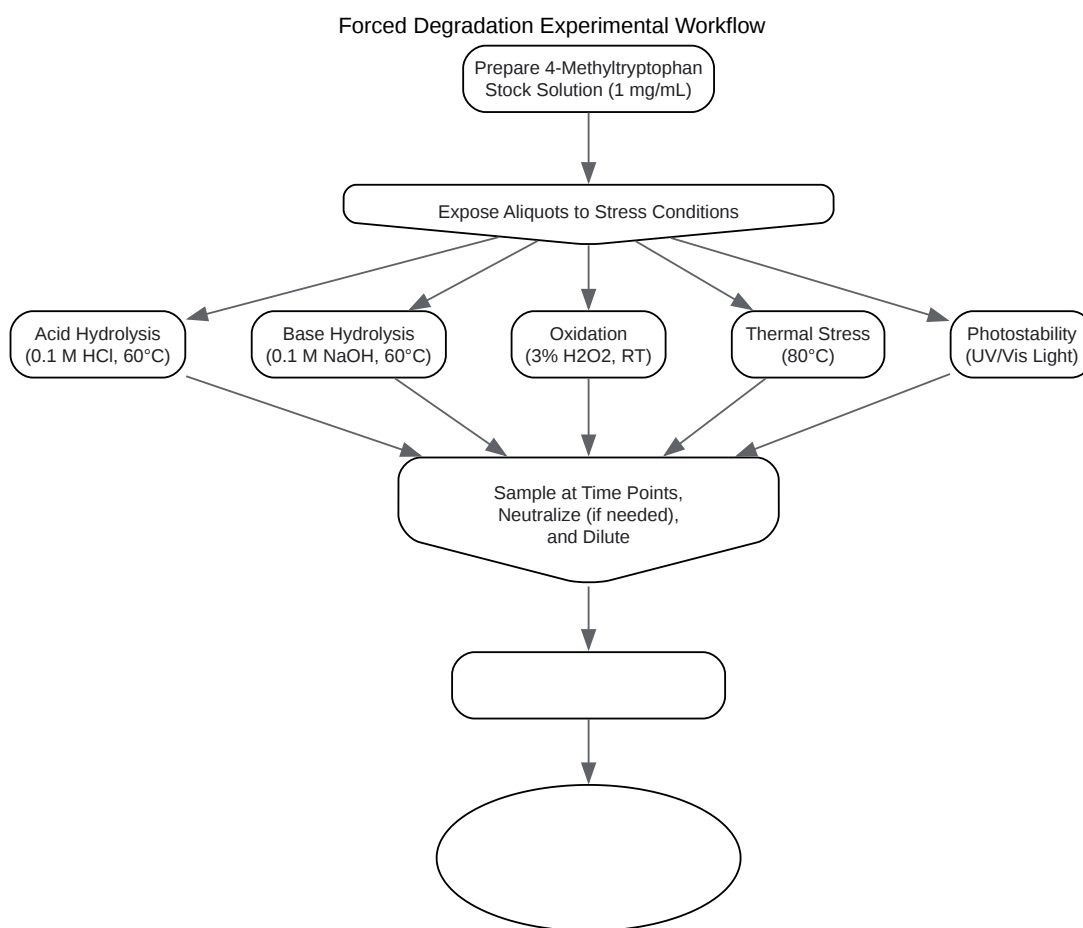 Forced Degradation Experimental Workflow
Prepare 4-Methyltryptophan
Stock Solution (1 mg/mL)
Expose Aliquots to Stress Conditions
Acid Hydrolysis
(0.1 M HCl, 60°C)
Base Hydrolysis
(0.1 M NaOH, 60°C)
Oxidation
(3% H2O2, RT)
Thermal Stress
(80°C)
Photostability
(UV/Vis Light)
Sample at Time Points,
Neutralize (if needed),
and Dilute